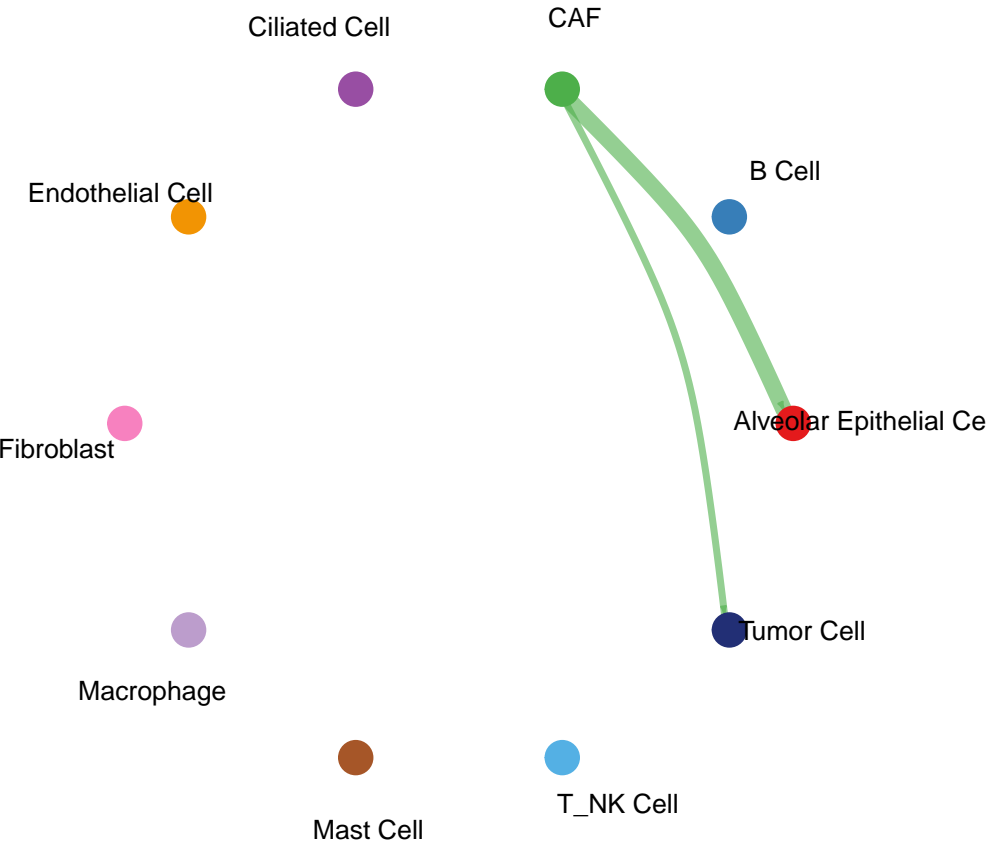 CAF
Ciliated Cell
B Cell
Endothelial Cell
Alveolar Epithelial Ce
Fibroblast
Tumor Cell
Macrophage
T_NK Cell
Mast Cell